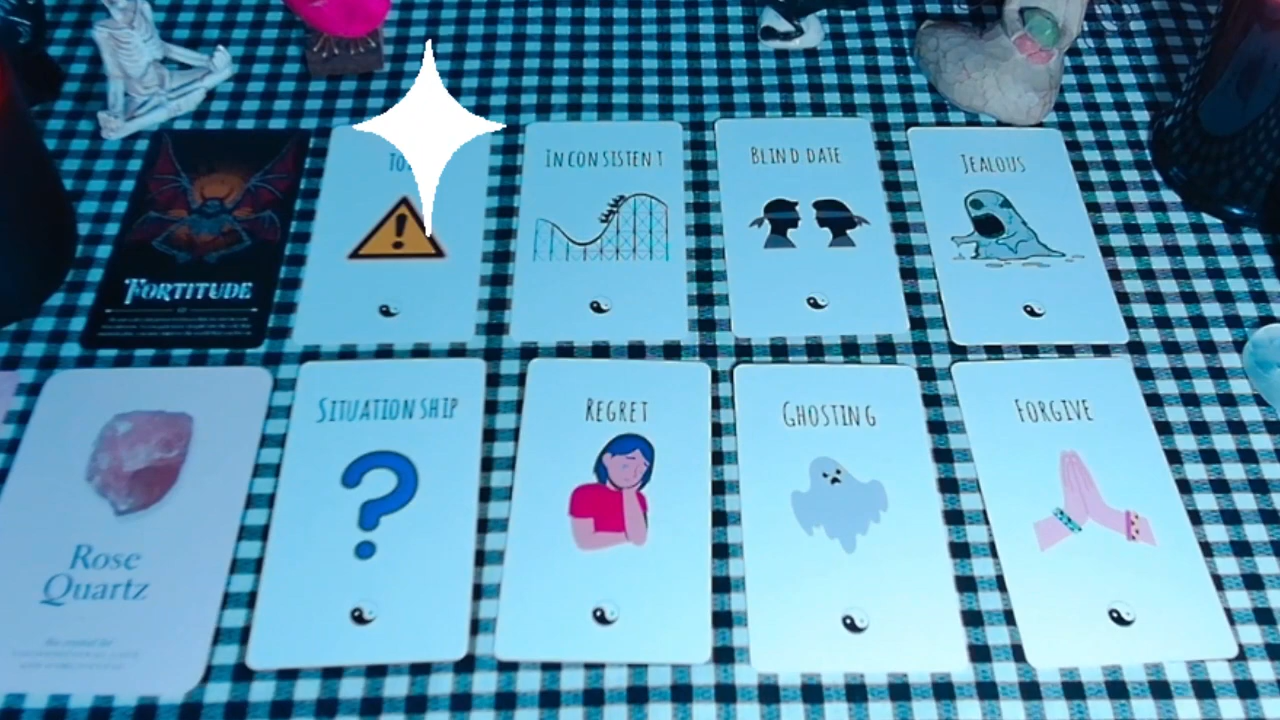 INCONSISTENT
BLIND DATE
JEALOUS
FORTITUDE
SITUATIONSHIP
REGRET
GHOSTING
FORGIVE
Rose
Quartz